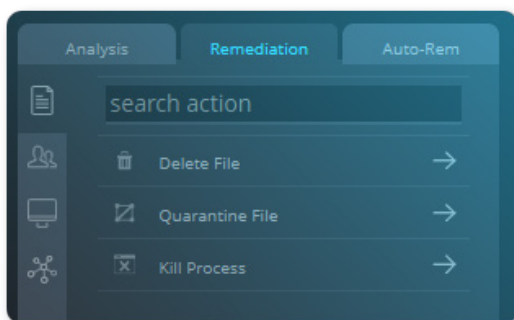 Analysis Remediation Auto-Rem
search action
Delete File
Quarantine File
Kill Process